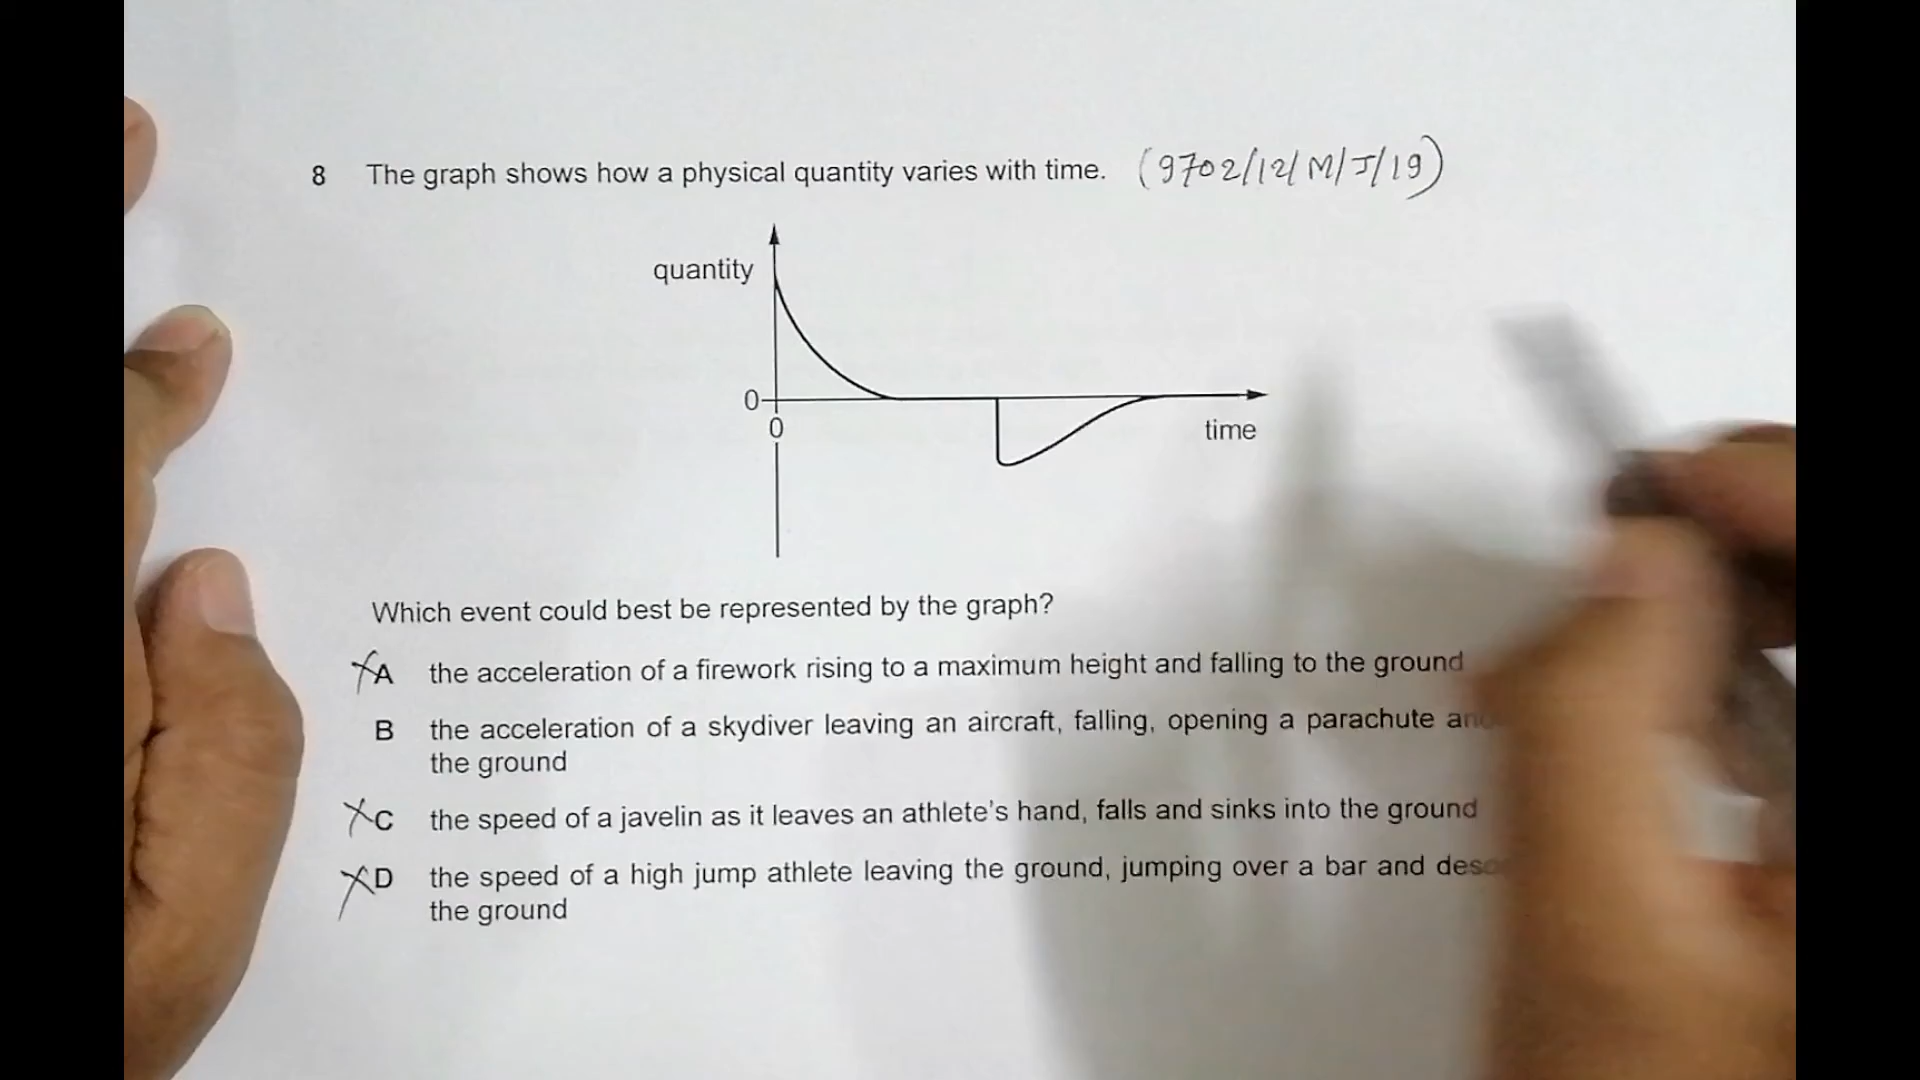 8 The graph shows how a physical quantity varies with time. (9702/12/M/J/19)
quantity
0
0
time
Which event could best be represented by the graph?
A the acceleration of a firework rising to a maximum height and falling to the ground
B the acceleration of a skydiver leaving an aircraft, falling, opening a parachute
the ground
C the speed of a javelin as it leaves an athlete's hand, falls and sinks into the ground
D the speed of a high jump athlete leaving the ground, jumping over a bar and
the ground